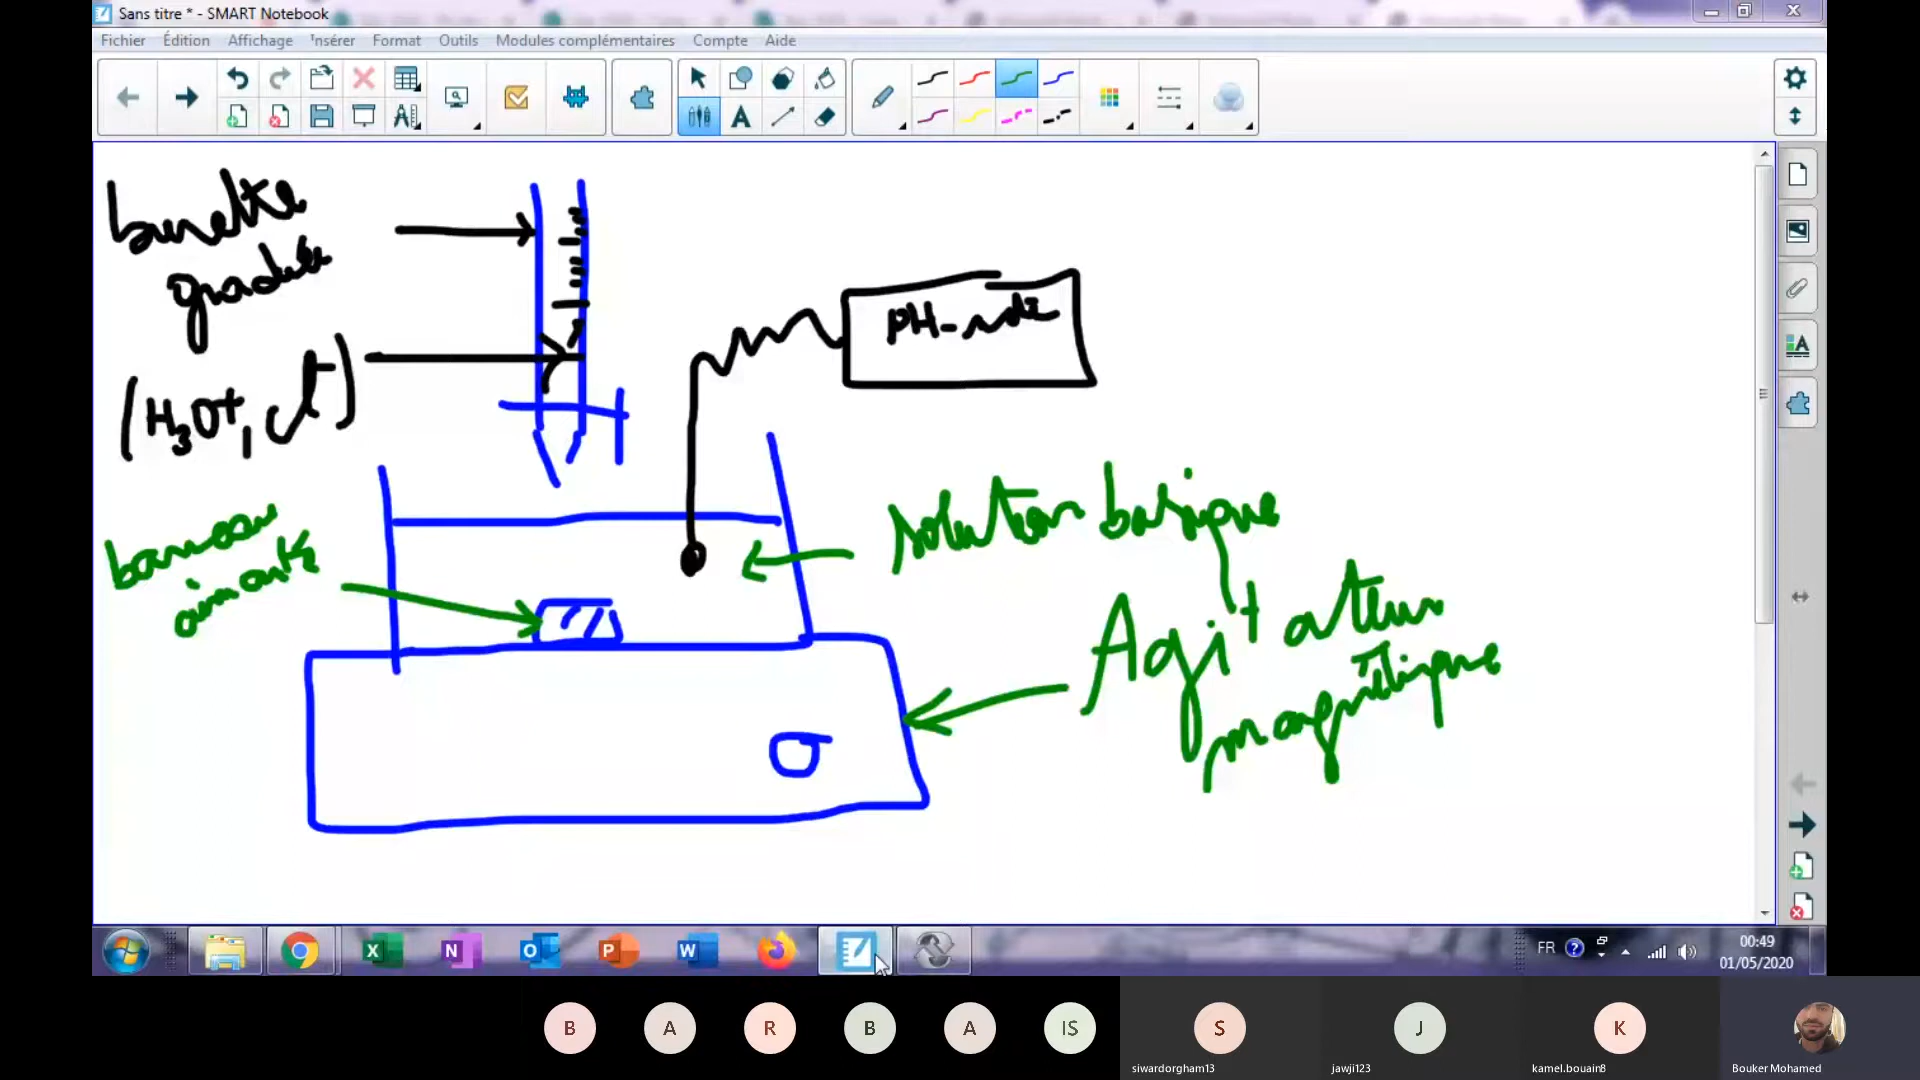 Sans titre * - SMART Notebook
Fichier Édition Affichage Insérer Format Outils Modules complémentaires Compte Aide
burette
graduée
(H3O+, Cl-)
PH-mètre
solution basique
barreau
aimanté
Agitateur
magnétique
FR
00:49
01/05/2020
B A R B A IS S J K
siwardorgham13 jawji123 kamel.bouain8 Bouker Mohamed